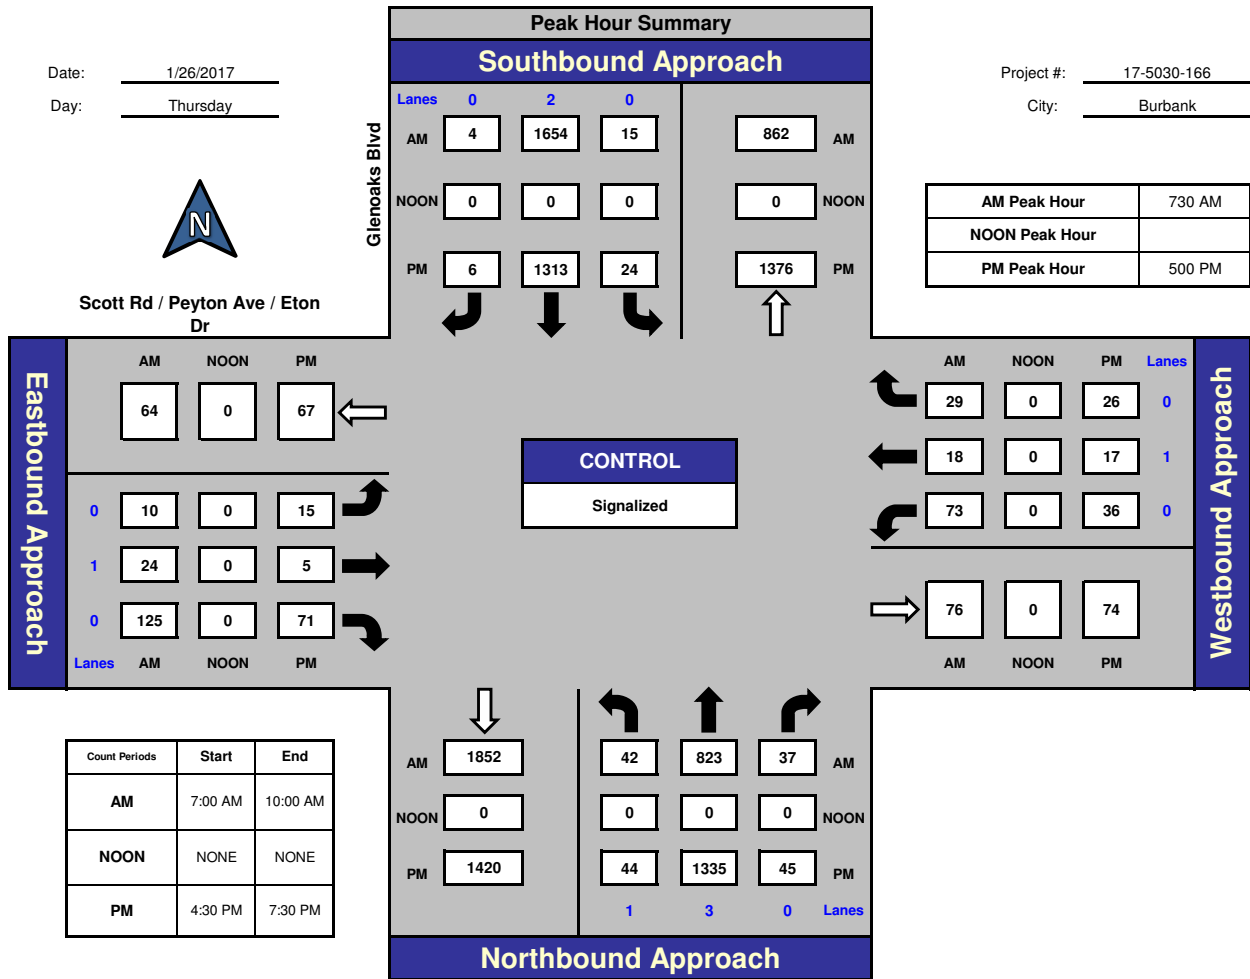 Peak Hour Summary
Southbound Approach
Date: 1/26/2017
Day: Thursday
Project #: 17-5030-166
City: Burbank
Glenoaks Blvd
Lanes 0 2 0
AM 4 1654 15 862 AM
NOON 0 0 0 0 NOON
PM 6 1313 24 1376 PM
N
AM Peak Hour 730 AM
NOON Peak Hour
PM Peak Hour 500 PM
Scott Rd / Peyton Ave / Eton
Dr
Eastbound Approach
AM NOON PM
64 0 67
0 10 0 15
1 24 0 5
0 125 0 71
Lanes AM NOON PM
CONTROL
Signalized
AM NOON PM Lanes
29 0 26 0
18 0 17 1
73 0 36 0
76 0 74
AM NOON PM
Westbound Approach
Count Periods Start End
AM 7:00 AM 10:00 AM
NOON NONE NONE
PM 4:30 PM 7:30 PM
AM 1852 42 823 37 AM
NOON 0 0 0 0 NOON
PM 1420 44 1335 45 PM
1 3 0 Lanes
Northbound Approach